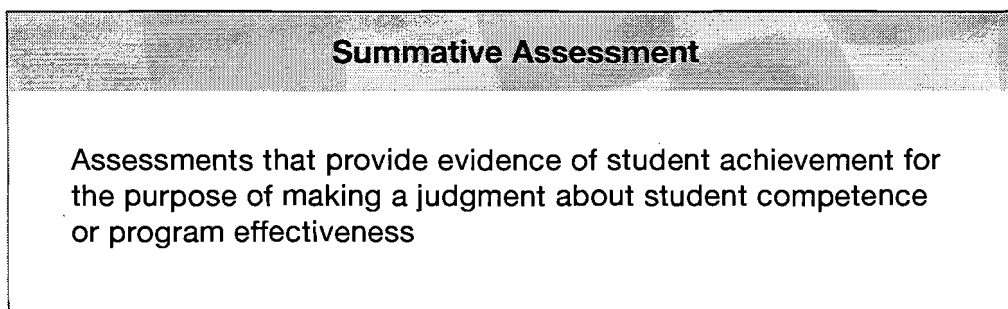 Summative Assessment
Assessments that provide evidence of student achievement for
the purpose of making a judgment about student competence
or program effectiveness